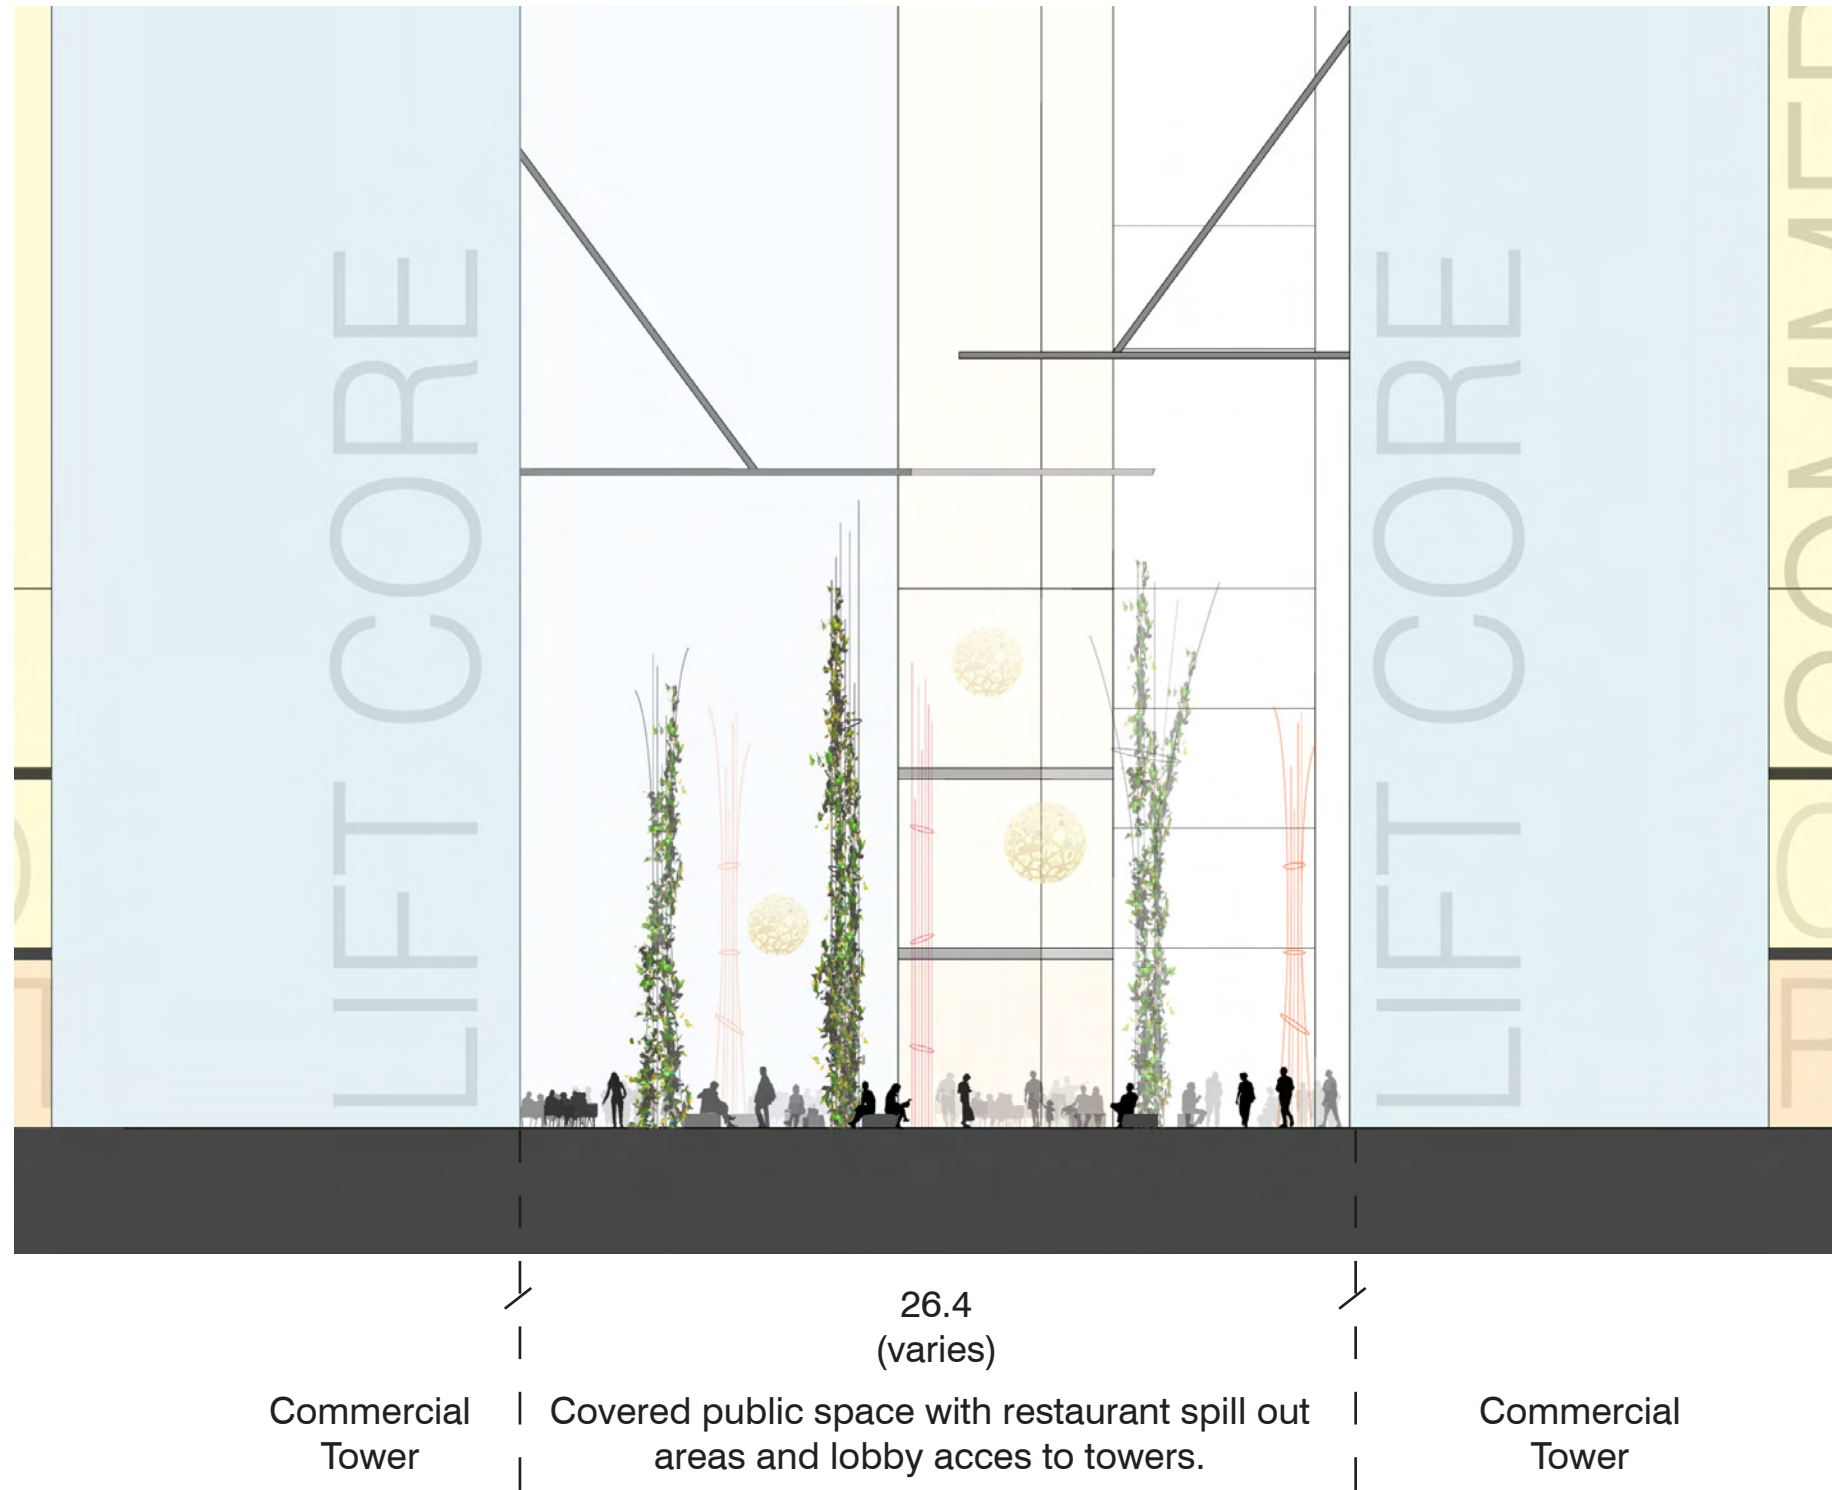 LIFT CORE
LIFT CORE
26.4
(varies)
Commercial
Tower
Covered public space with restaurant spill out
areas and lobby acces to towers.
Commercial
Tower